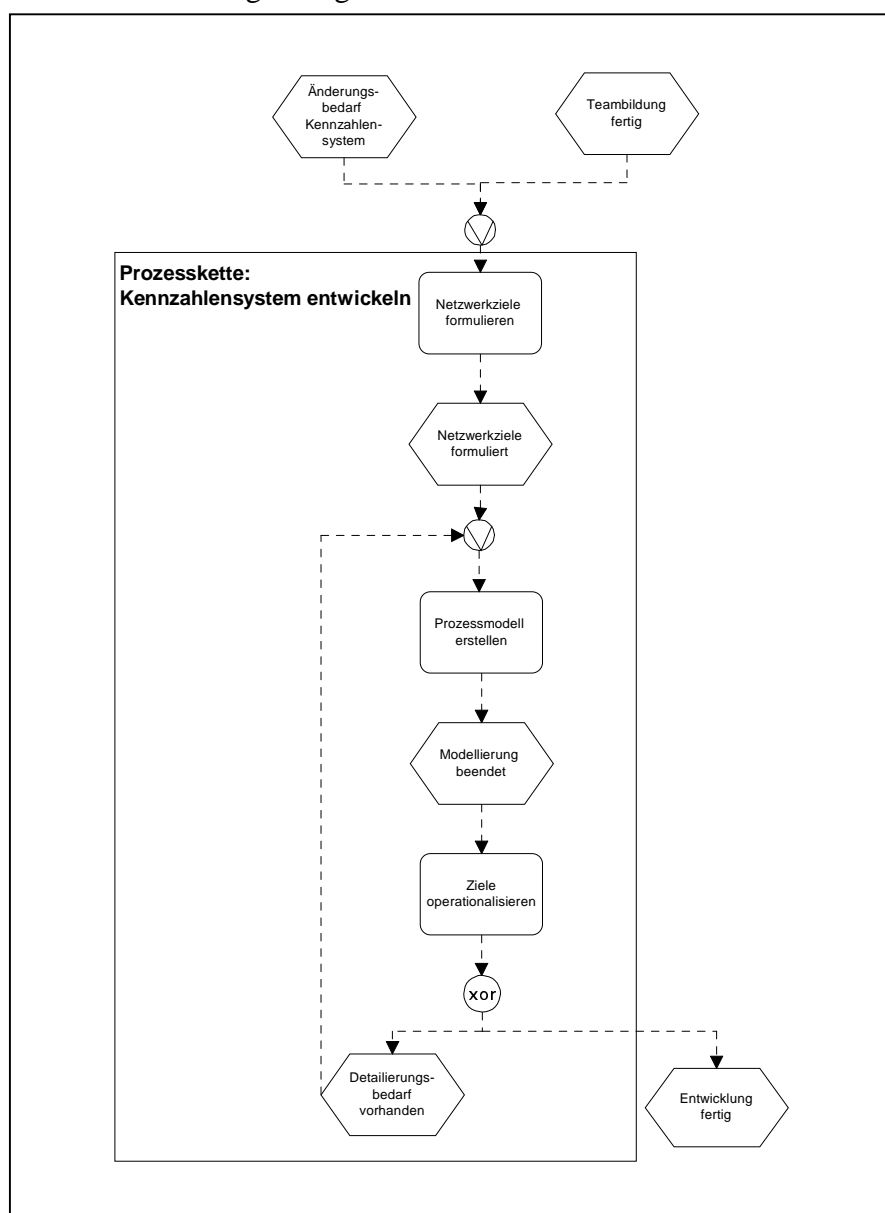 Änderungs-
bedarf
Kennzahlen-
system
Teambildung
fertig
Prozesskette:
Kennzahlensystem entwickeln
Netzwerkziele
formulieren
Netzwerkziele
formuliert
Prozessmodell
erstellen
Modellierung
beendet
Ziele
operationalisieren
xor
Detailierungs-
bedarf
vorhanden
Entwicklung
fertig